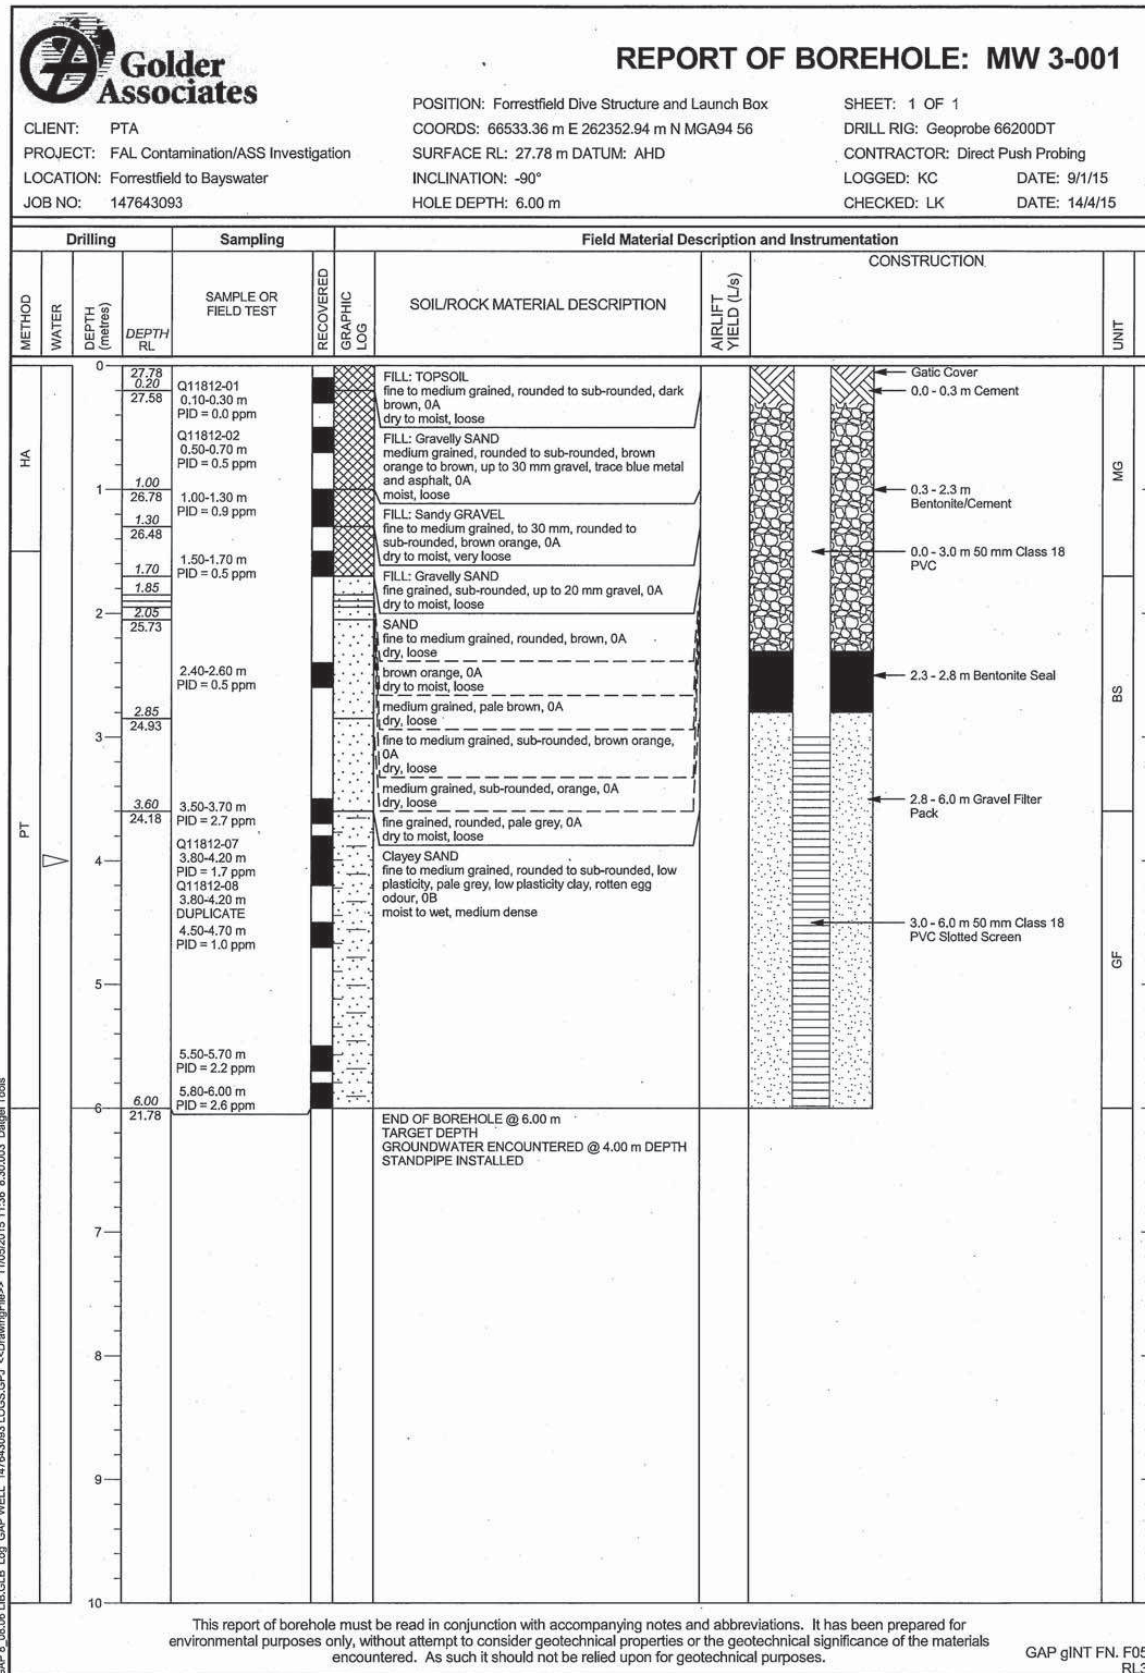 Golder
Associates
REPORT OF BOREHOLE: MW 3-001
CLIENT: PTA
PROJECT: FAL Contamination/ASS Investigation
LOCATION: Forrestfield to Bayswater
JOB NO: 147643093
POSITION: Forrestfield Dive Structure and Launch Box
COORDS: 66533.36 m E 262352.94 m N MGA94 56
SURFACE RL: 27.78 m DATUM: AHD
INCLINATION: -90°
HOLE DEPTH: 6.00 m
SHEET: 1 OF 1
DRILL RIG: Geoprobe 66200DT
CONTRACTOR: Direct Push Probing
LOGGED: KC DATE: 9/1/15
CHECKED: LK DATE: 14/4/15
Drilling
Sampling
Field Material Description and Instrumentation
METHOD
WATER
DEPTH
(metres)
DEPTH
RL
SAMPLE OR
FIELD TEST
RECOVERED
GRAPHIC
LOG
SOIL/ROCK MATERIAL DESCRIPTION
AIRLIFT
YIELD (L/s)
CONSTRUCTION
UNIT
HA
PT
0
1
2
3
4
5
6
7
8
9
10
27.78
0.20
27.58
1.00
26.78
1.30
26.48
1.70
1.85
2.05
25.73
2.85
24.93
3.60
24.18
6.00
21.78
Q11812-01
0.10-0.30 m
PID = 0.0 ppm
Q11812-02
0.50-0.70 m
PID = 0.5 ppm
1.00-1.30 m
PID = 0.9 ppm
1.50-1.70 m
PID = 0.5 ppm
2.40-2.60 m
PID = 0.5 ppm
3.50-3.70 m
PID = 2.7 ppm
Q11812-07
3.80-4.20 m
PID = 1.7 ppm
Q11812-08
3.80-4.20 m
DUPLICATE
4.50-4.70 m
PID = 1.0 ppm
5.50-5.70 m
PID = 2.2 ppm
5.80-6.00 m
PID = 2.6 ppm
FILL: TOPSOIL
fine to medium grained, rounded to sub-rounded, dark
brown, 0A
dry to moist, loose
FILL: Gravelly SAND
medium grained, rounded to sub-rounded, brown
orange to brown, up to 30 mm gravel, trace blue metal
and asphalt, 0A
moist, loose
FILL: Sandy GRAVEL
fine to medium grained, to 30 mm, rounded to
sub-rounded, brown orange, 0A
dry to moist, very loose
FILL: Gravelly SAND
fine grained, sub-rounded, up to 20 mm gravel, 0A
dry to moist, loose
SAND
fine to medium grained, rounded, brown, 0A
dry, loose
brown orange, 0A
dry to moist, loose
medium grained, pale brown, 0A
dry, loose
fine to medium grained, sub-rounded, brown orange,
0A
dry, loose
medium grained, sub-rounded, orange, 0A
dry, loose
fine grained, rounded, pale grey, 0A
dry to moist, loose
Clayey SAND
fine to medium grained, rounded to sub-rounded, low
plasticity, pale grey, low plasticity clay, rotten egg
odour, 0B
moist to wet, medium dense
END OF BOREHOLE @ 6.00 m
TARGET DEPTH
GROUNDWATER ENCOUNTERED @ 4.00 m DEPTH
STANDPIPE INSTALLED
Gatic Cover
0.0 - 0.3 m Cement
0.3 - 2.3 m
Bentonite/Cement
0.0 - 3.0 m 50 mm Class 18
PVC
2.3 - 2.8 m Bentonite Seal
2.8 - 6.0 m Gravel Filter
Pack
3.0 - 6.0 m 50 mm Class 18
PVC Slotted Screen
MG
BS
GF
This report of borehole must be read in conjunction with accompanying notes and abbreviations. It has been prepared for
environmental purposes only, without attempt to consider geotechnical properties or the geotechnical significance of the materials
encountered. As such it should not be relied upon for geotechnical purposes.
GAP gINT FN. F05